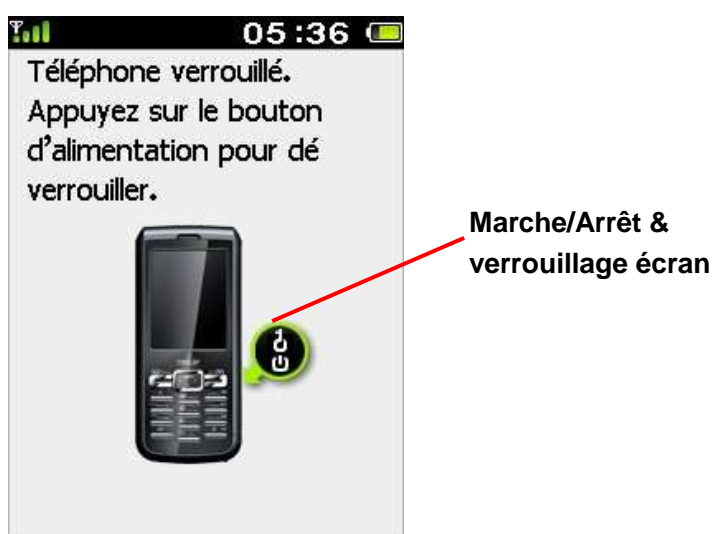 05:36
Téléphone verrouillé.
Appuyez sur le bouton
d’alimentation pour dé
verrouiller.
Marche/Arrêt &
verrouillage écran